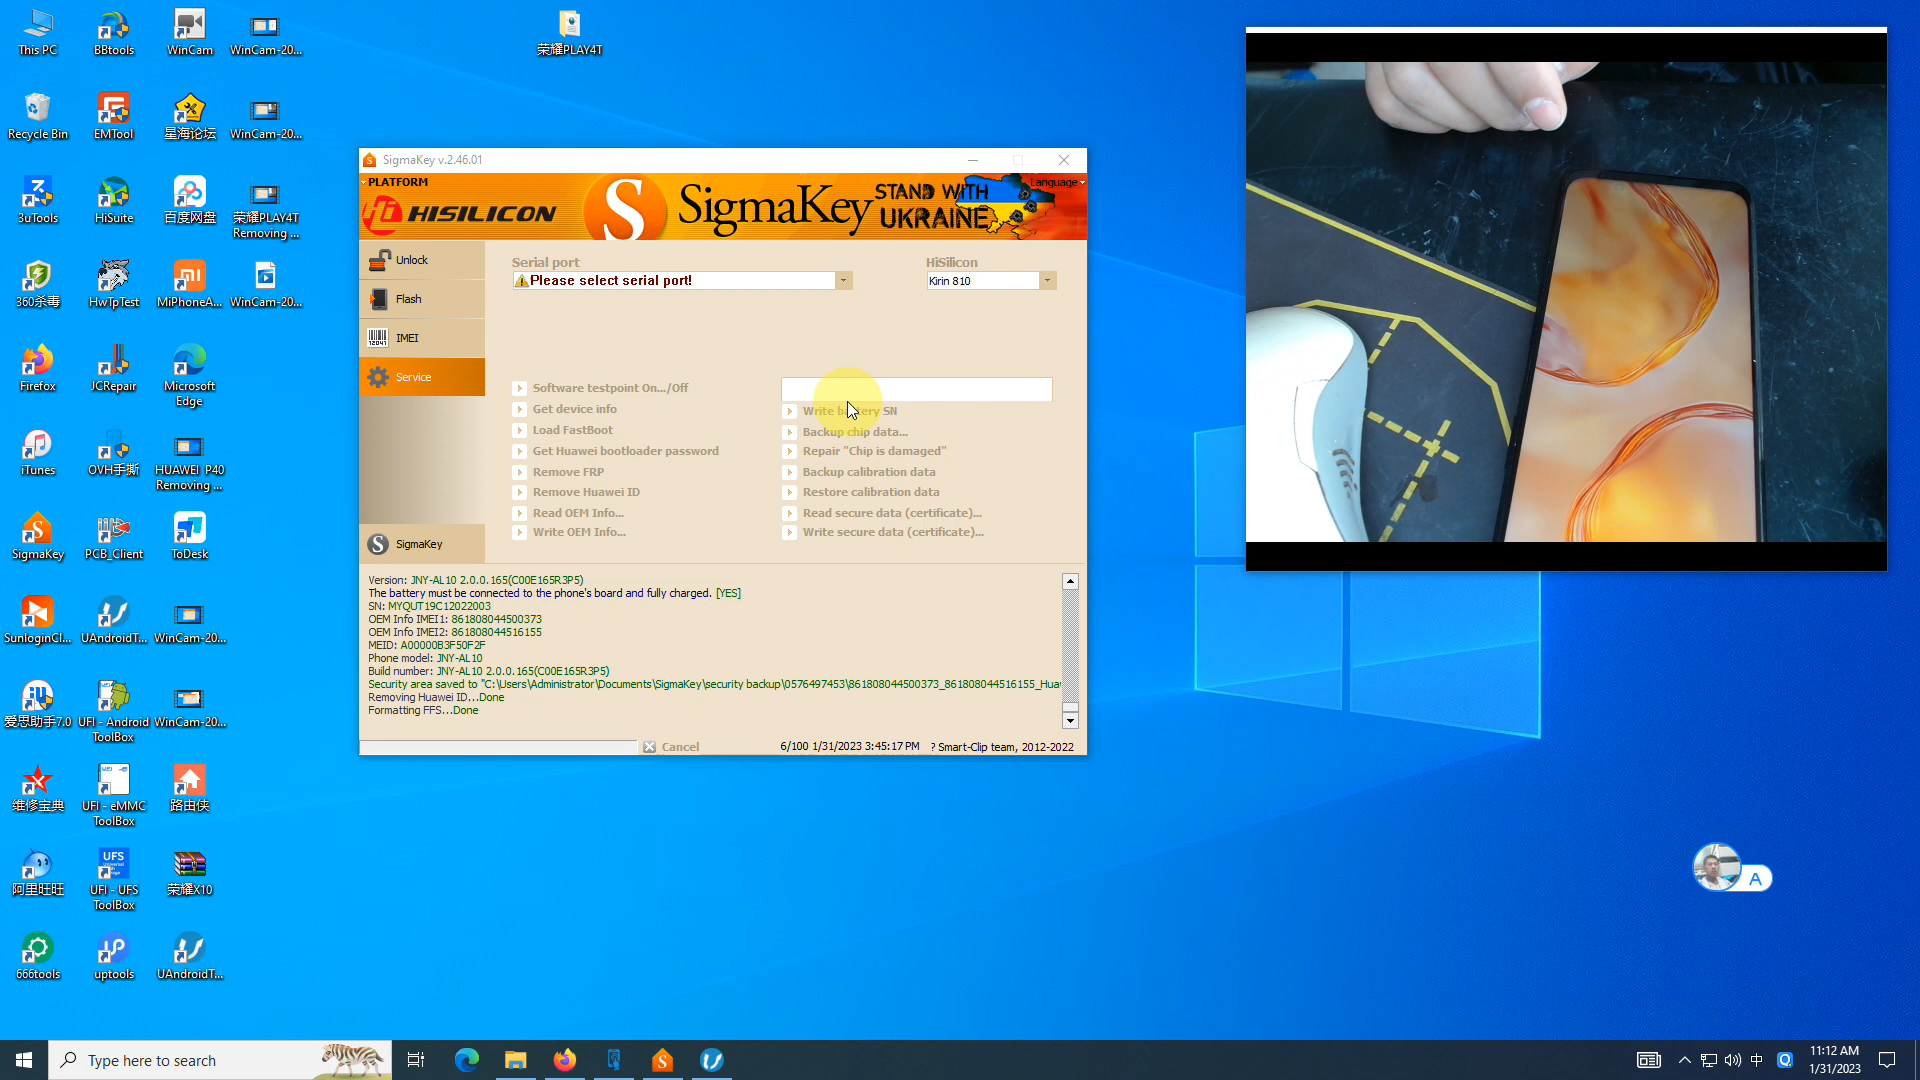 This PC
BBtools
WinCam
WinCam-20...
荣耀PLAY4T
Recycle Bin
EMTool
星海论坛
WinCam-20...
3uTools
HiSuite
百度网盘
荣耀PLAY4T
Removing ...
360杀毒
HwTpTest
MiPhoneA...
WinCam-20...
Firefox
JCRepair
Microsoft
Edge
iTunes
OVH手撕
HUAWEI P40
Removing ...
SigmaKey
PCB_Client
ToDesk
SunloginCl...
UAndroidT...
WinCam-20...
爱思助手7.0
UFI - Android
ToolBox
WinCam-20...
维修宝典
UFI - eMMC
ToolBox
路由侠
阿里旺旺
UFS
UFI - UFS
ToolBox
荣耀X10
666tools
uptools
UAndroidT...
SigmaKey v.2.46.01
PLATFORM
HISILICON
SigmaKey
STAND WITH
UKRAINE
Language
Unlock
Flash
IMEI
Service
SigmaKey
Serial port
Please select serial port!
HiSilicon
Kirin 810
Software testpoint On.../Off
Get device info
Load FastBoot
Get Huawei bootloader password
Remove FRP
Remove Huawei ID
Read OEM Info...
Write OEM Info...
Write battery SN
Backup chip data...
Repair "Chip is damaged"
Backup calibration data
Restore calibration data
Read secure data (certificate)...
Write secure data (certificate)...
Version: JNY-AL10 2.0.0.165(C00E165R3P5)
The battery must be connected to the phone's board and fully charged. [YES]
SN: MYQUT19C12022003
OEM Info IMEI1: 861808044500373
OEM Info IMEI2: 861808044516155
MEID: A00000B3F50F2F
Phone model: JNY-AL10
Build number: JNY-AL10 2.0.0.165(C00E165R3P5)
Security area saved to "C:\Users\Administrator\Documents\SigmaKey\security backup\0576497453\861808044500373_861808044516155_Hua
Removing Huawei ID...Done
Formatting FFS...Done
Cancel
6/100 1/31/2023 3:45:17 PM
? Smart-Clip team, 2012-2022
A
Type here to search
中
11:12 AM
1/31/2023